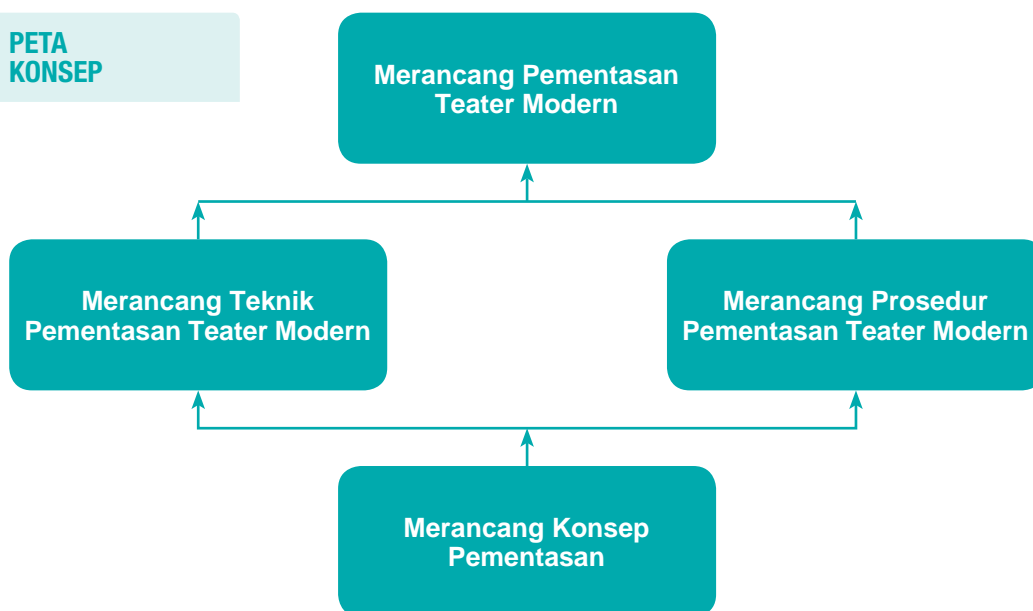 PETA
KONSEP
Merancang Pementasan
Teater Modern
Merancang Teknik
Pementasan Teater Modern
Merancang Prosedur
Pementasan Teater Modern
Merancang Konsep
Pementasan